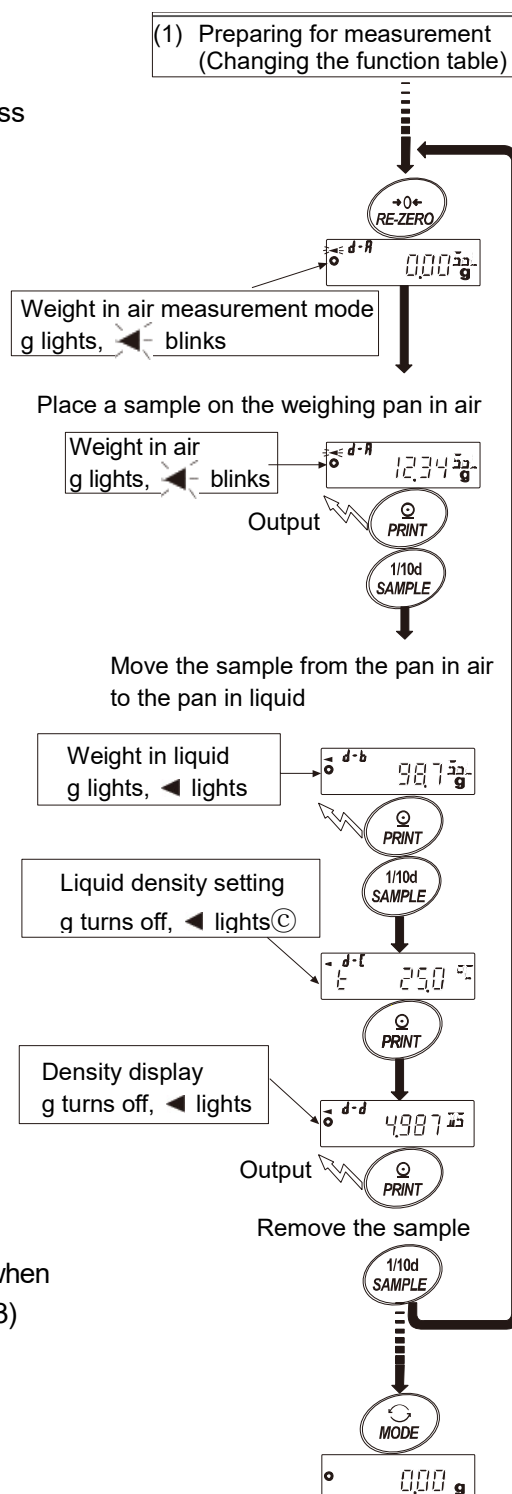 (1) Preparing for measurement
(Changing the function table)
ss
→0←
RE-ZERO
d-A
0.00 g
Weight in air measurement mode
g lights, ◄ blinks
Place a sample on the weighing pan in air
Weight in air
g lights, ◄ blinks
d-A
12.34 g
Output
PRINT
1/10d
SAMPLE
Move the sample from the pan in air
to the pan in liquid
Weight in liquid
g lights, ◄ lights
d-b
98.7 g
PRINT
1/10d
SAMPLE
Liquid density setting
g turns off, ◄ lightsⒸ
d-C
t 25.0 °C
PRINT
Density display
g turns off, ◄ lights
d-d
4.987
Output
PRINT
Remove the sample
when
3)
1/10d
SAMPLE
MODE
0.00 g